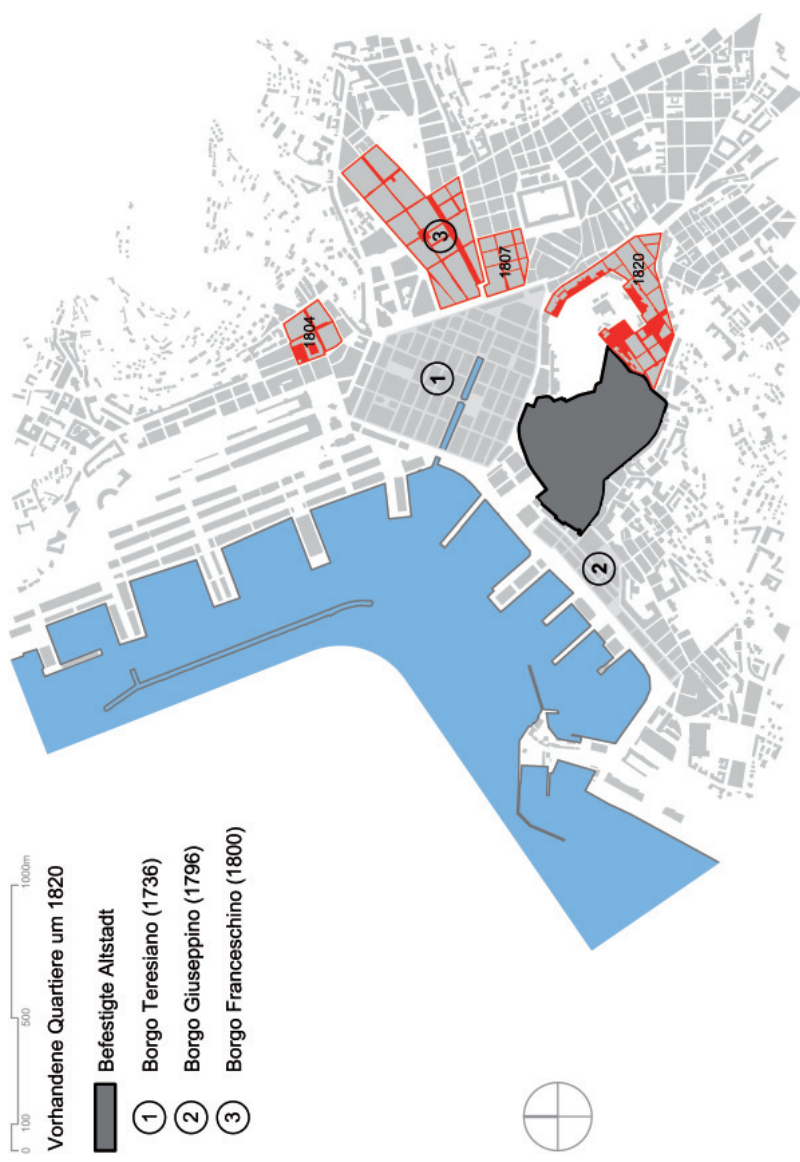 0 100 500 1000m
Vorhandene Quartiere um 1820
Befestigte Altstadt
1 Borgo Teresiano (1736)
2 Borgo Giuseppino (1796)
3 Borgo Franceschino (1800)
1804
3
1807
1820
1
2